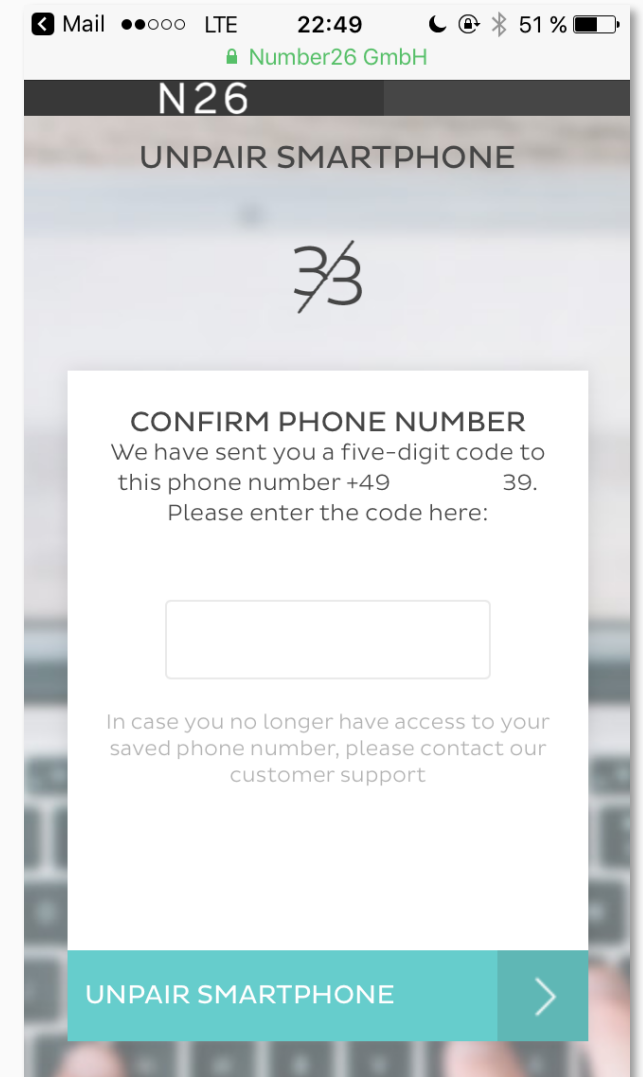 Mail LTE 22:49 51 %
Number26 GmbH
N26
UNPAIR SMARTPHONE
CONFIRM PHONE NUMBER
We have sent you a five-digit code to
this phone number +49 39.
Please enter the code here:
In case you no longer have access to your
saved phone number, please contact our
customer support
UNPAIR SMARTPHONE